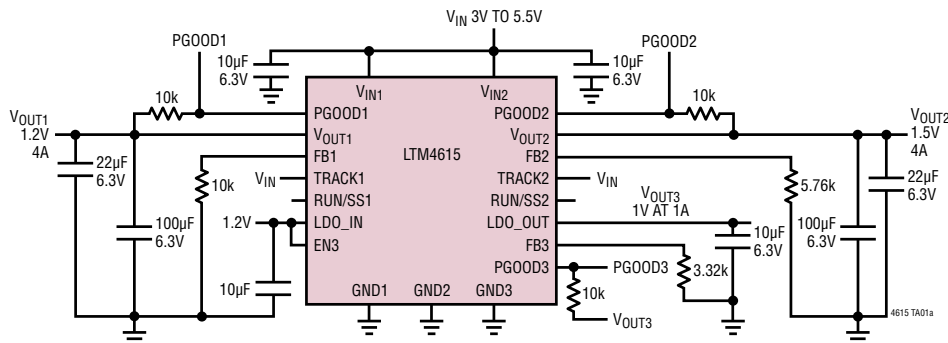 V_IN 3V TO 5.5V
PGOOD1
PGOOD2
10µF
6.3V
10µF
6.3V
V_IN1
V_IN2
10k
PGOOD1
PGOOD2
10k
V_OUT1
1.2V
4A
V_OUT1
V_OUT2
V_OUT2
1.5V
4A
22µF
6.3V
FB1
LTM4615
FB2
22µF
6.3V
10k
V_IN
TRACK1
TRACK2
V_IN
5.76k
RUN/SS1
RUN/SS2
V_OUT3
1V AT 1A
100µF
6.3V
1.2V
LDO_IN
LDO_OUT
10µF
6.3V
100µF
6.3V
EN3
FB3
10µF
PGOOD3
PGOOD3
3.32k
GND1
GND2
GND3
10k
V_OUT3
4615 TA01a